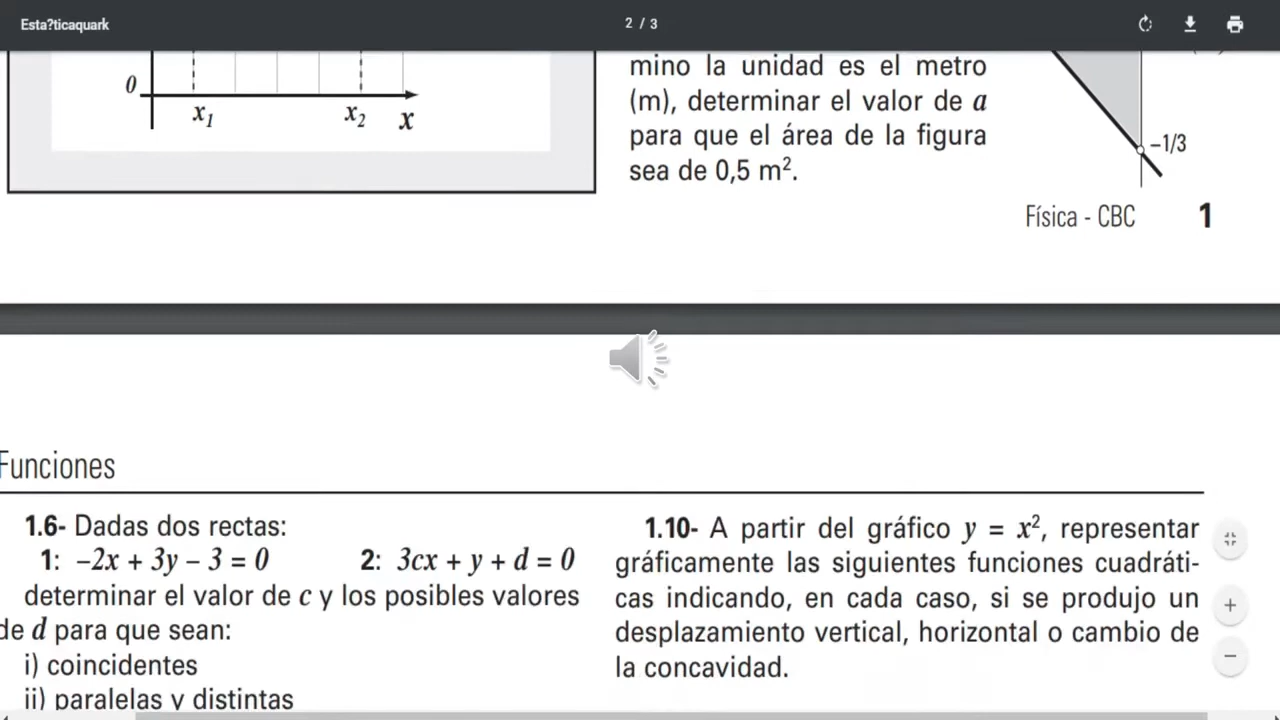 Esta?ticaquark
2 / 3
0
x1
x2
x
mino la unidad es el metro
(m), determinar el valor de a
para que el área de la figura
sea de 0,5 m².
–1/3
Física - CBC 1
Funciones
1.6- Dadas dos rectas:
1: –2x + 3y – 3 = 0 2: 3cx + y + d = 0
determinar el valor de c y los posibles valores
de d para que sean:
i) coincidentes
ii) paralelas y distintas
1.10- A partir del gráfico y = x², representar
gráficamente las siguientes funciones cuadráti-
cas indicando, en cada caso, si se produjo un
desplazamiento vertical, horizontal o cambio de
la concavidad.